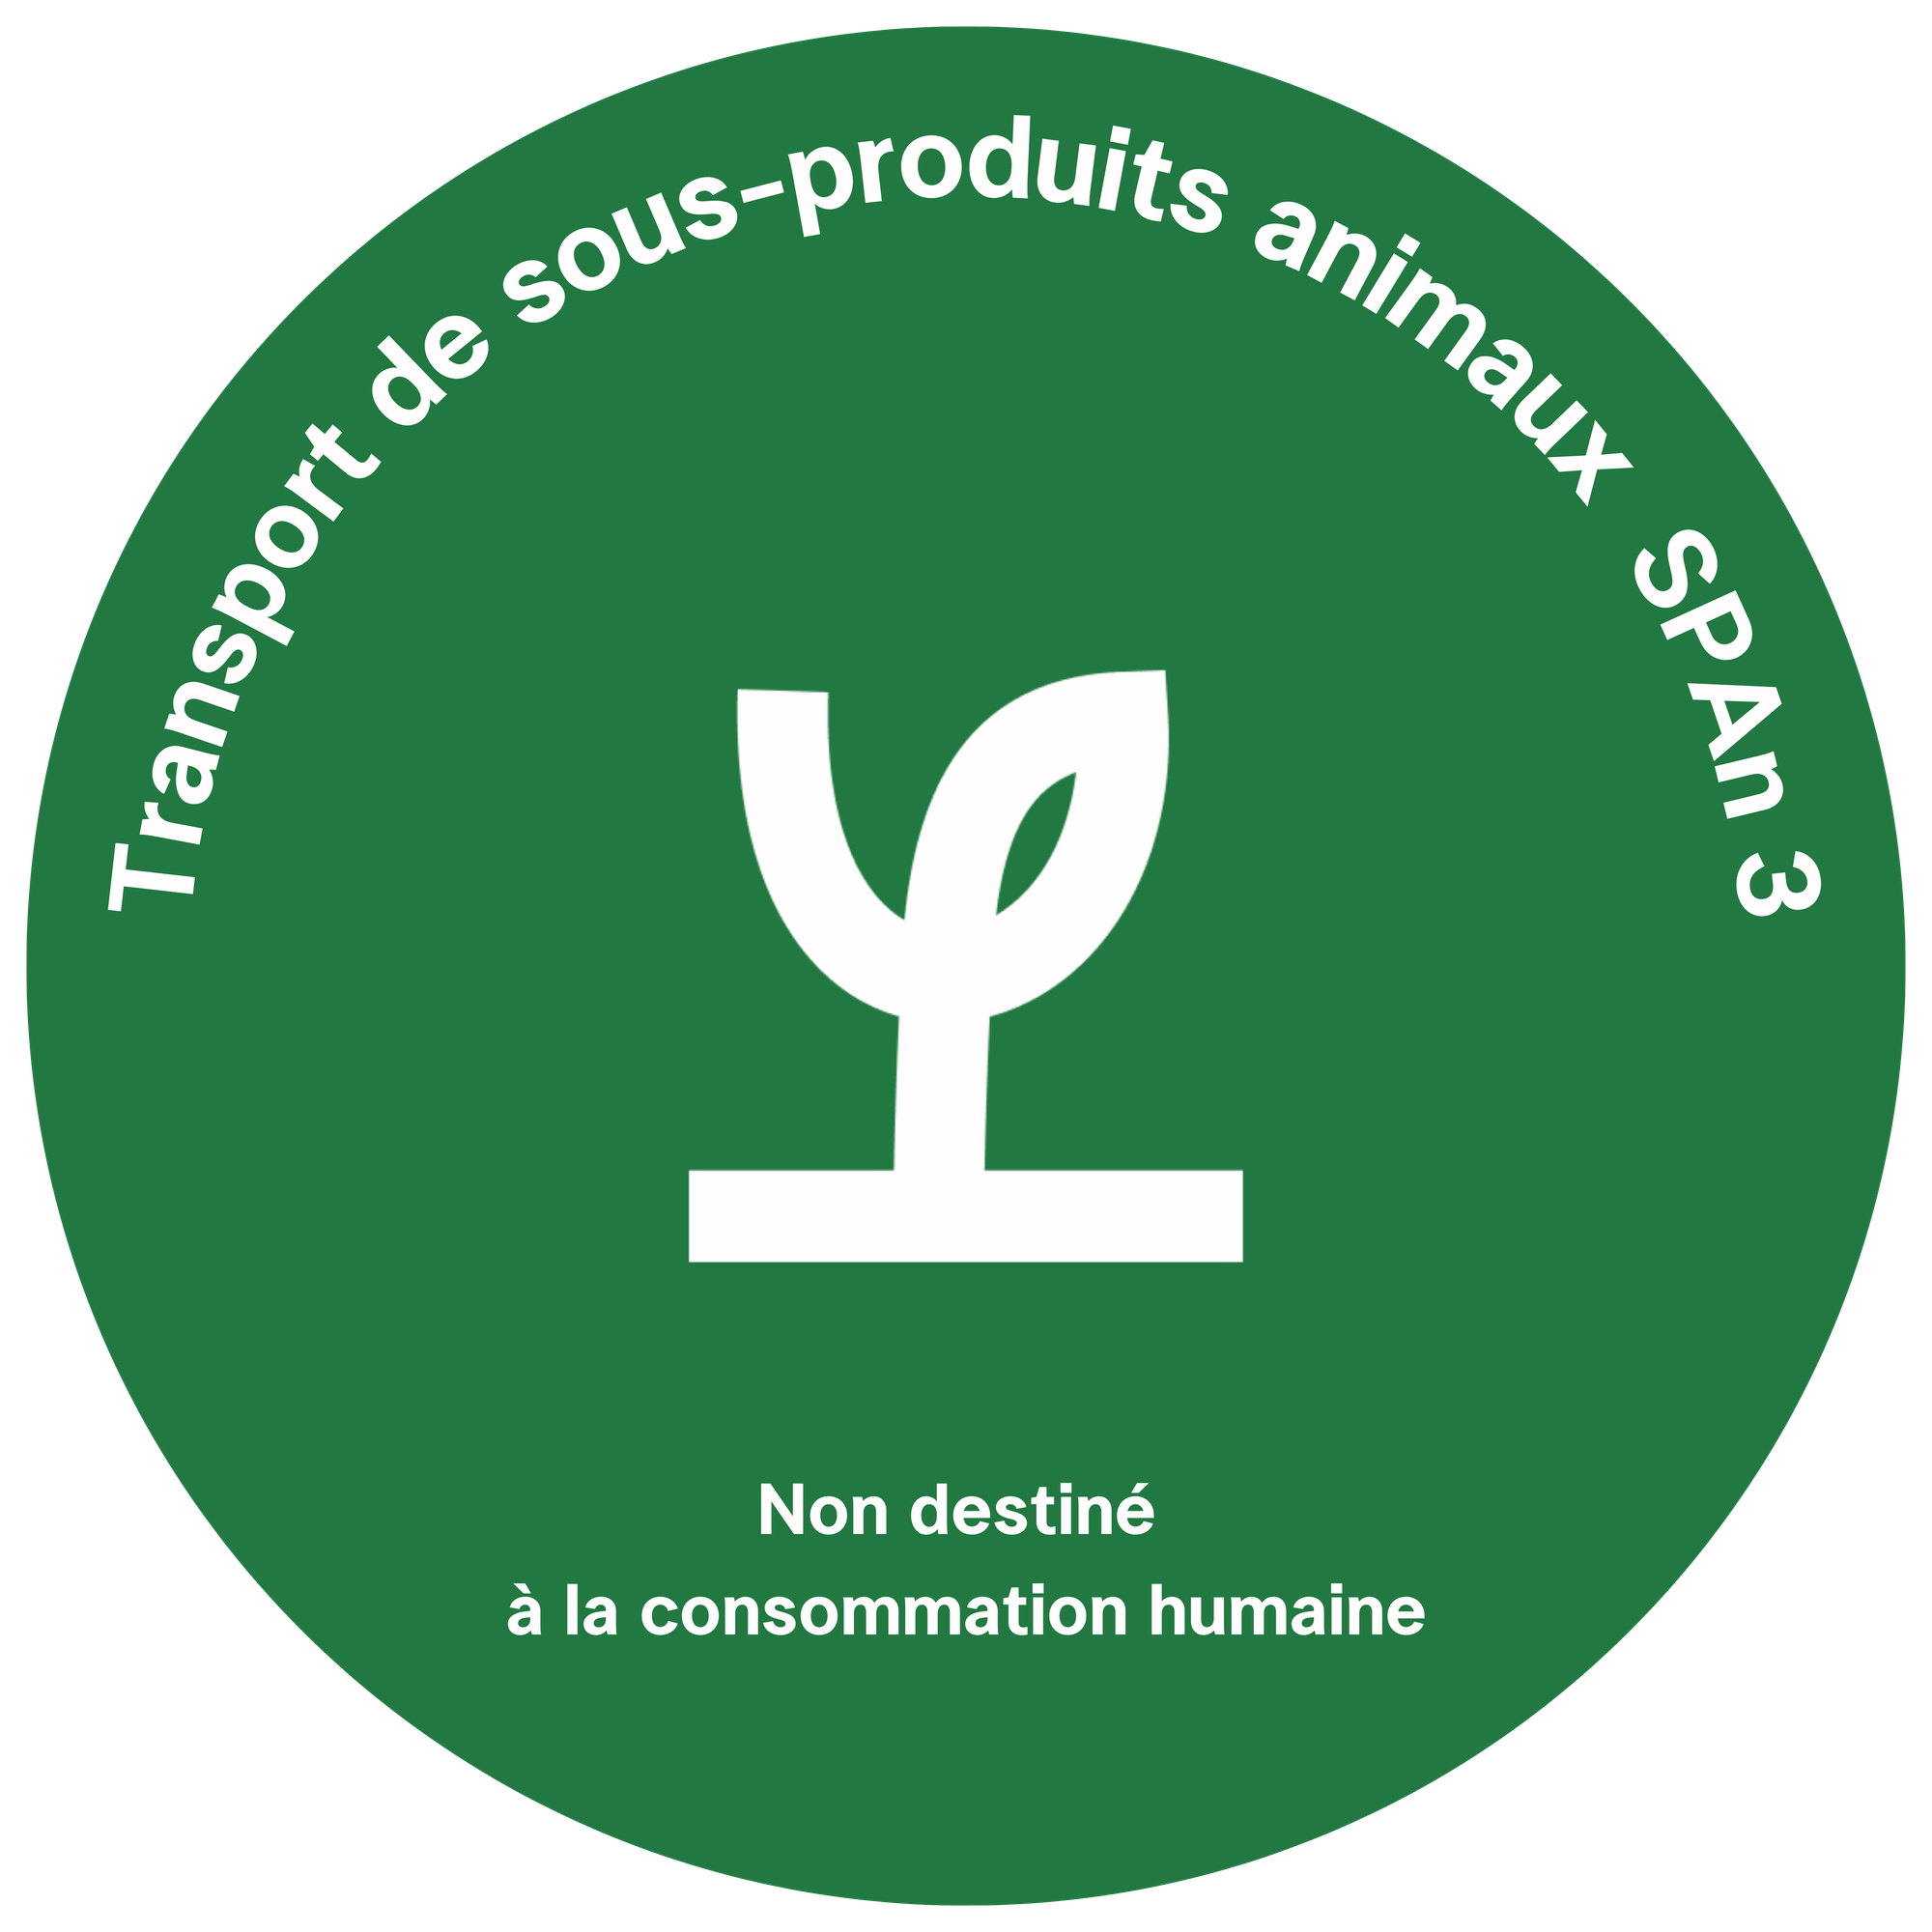 Transport de sous-produits animaux SPAn 3
Non destiné
à la consommation humaine